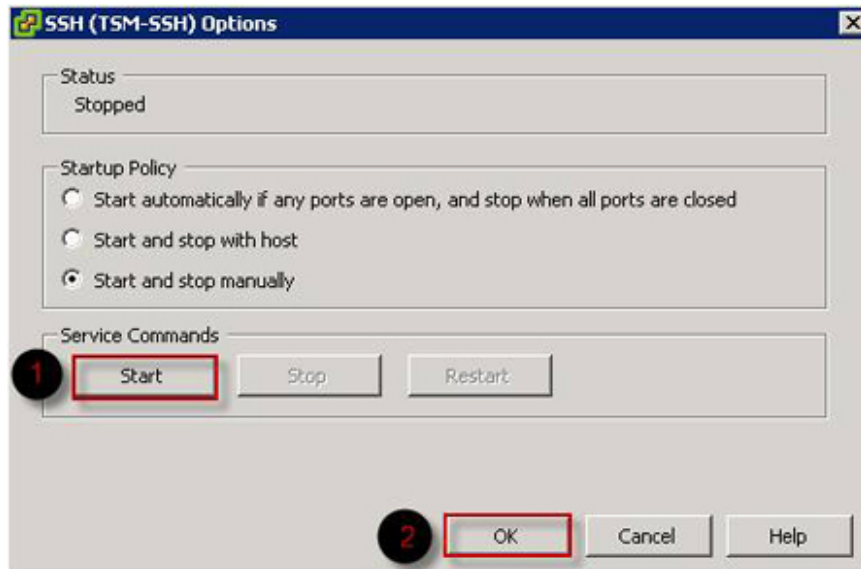 SSH (TSM-SSH) Options
Status
Stopped
Startup Policy
Start automatically if any ports are open, and stop when all ports are closed
Start and stop with host
Start and stop manually
Service Commands
1 Start Stop Restart
2 OK Cancel Help